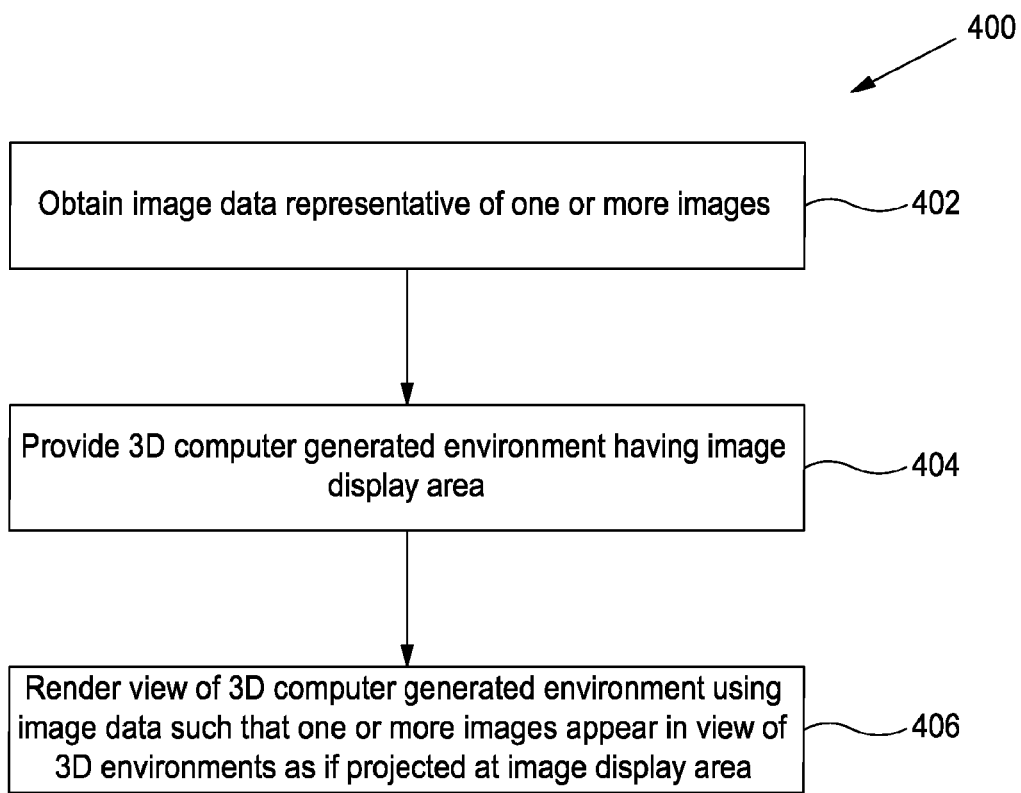 400
Obtain image data representative of one or more images
402
Provide 3D computer generated environment having image
display area
404
Render view of 3D computer generated environment using
image data such that one or more images appear in view of
3D environments as if projected at image display area
406